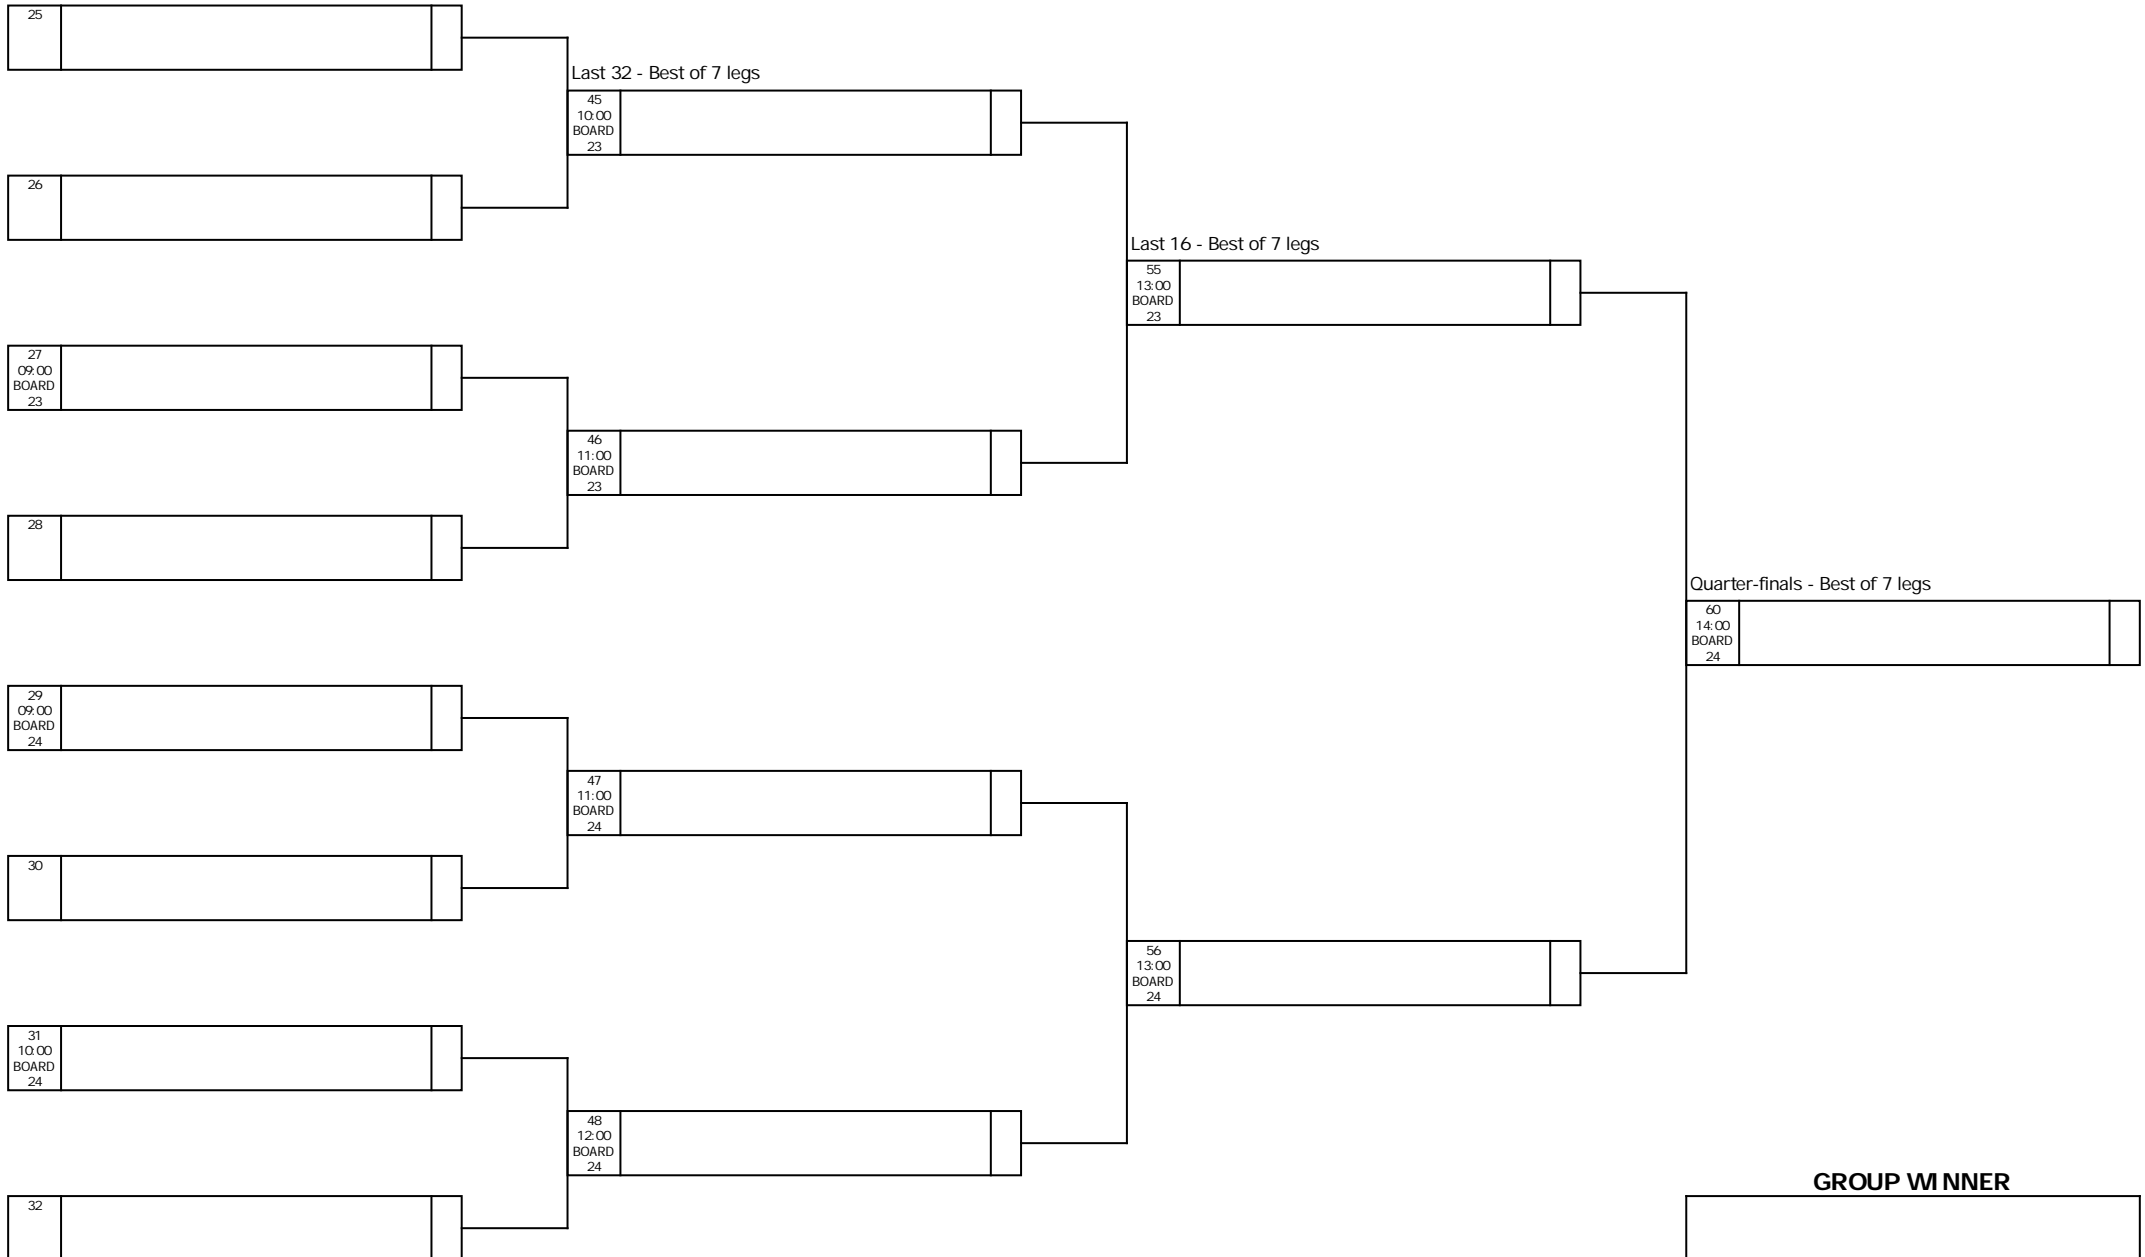 25
Last 32 - Best of 7 legs
45
10:00
BOARD
23
26
Last 16 - Best of 7 legs
55
13:00
BOARD
23
27
09:00
BOARD
23
46
11:00
BOARD
23
28
Quarter-finals - Best of 7 legs
60
14:00
BOARD
24
29
09:00
BOARD
24
47
11:00
BOARD
24
30
56
13:00
BOARD
24
31
10:00
BOARD
24
48
12:00
BOARD
24
GROUP WINNER
32